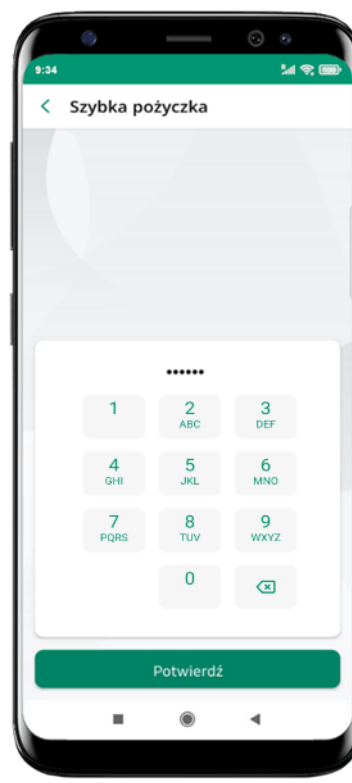 9:34
Szybka pożyczka
••••••
1 2 3
ABC DEF
4 5 6
GHI JKL MNO
7 8 9
PQRS TUV WXYZ
0
Potwierdź